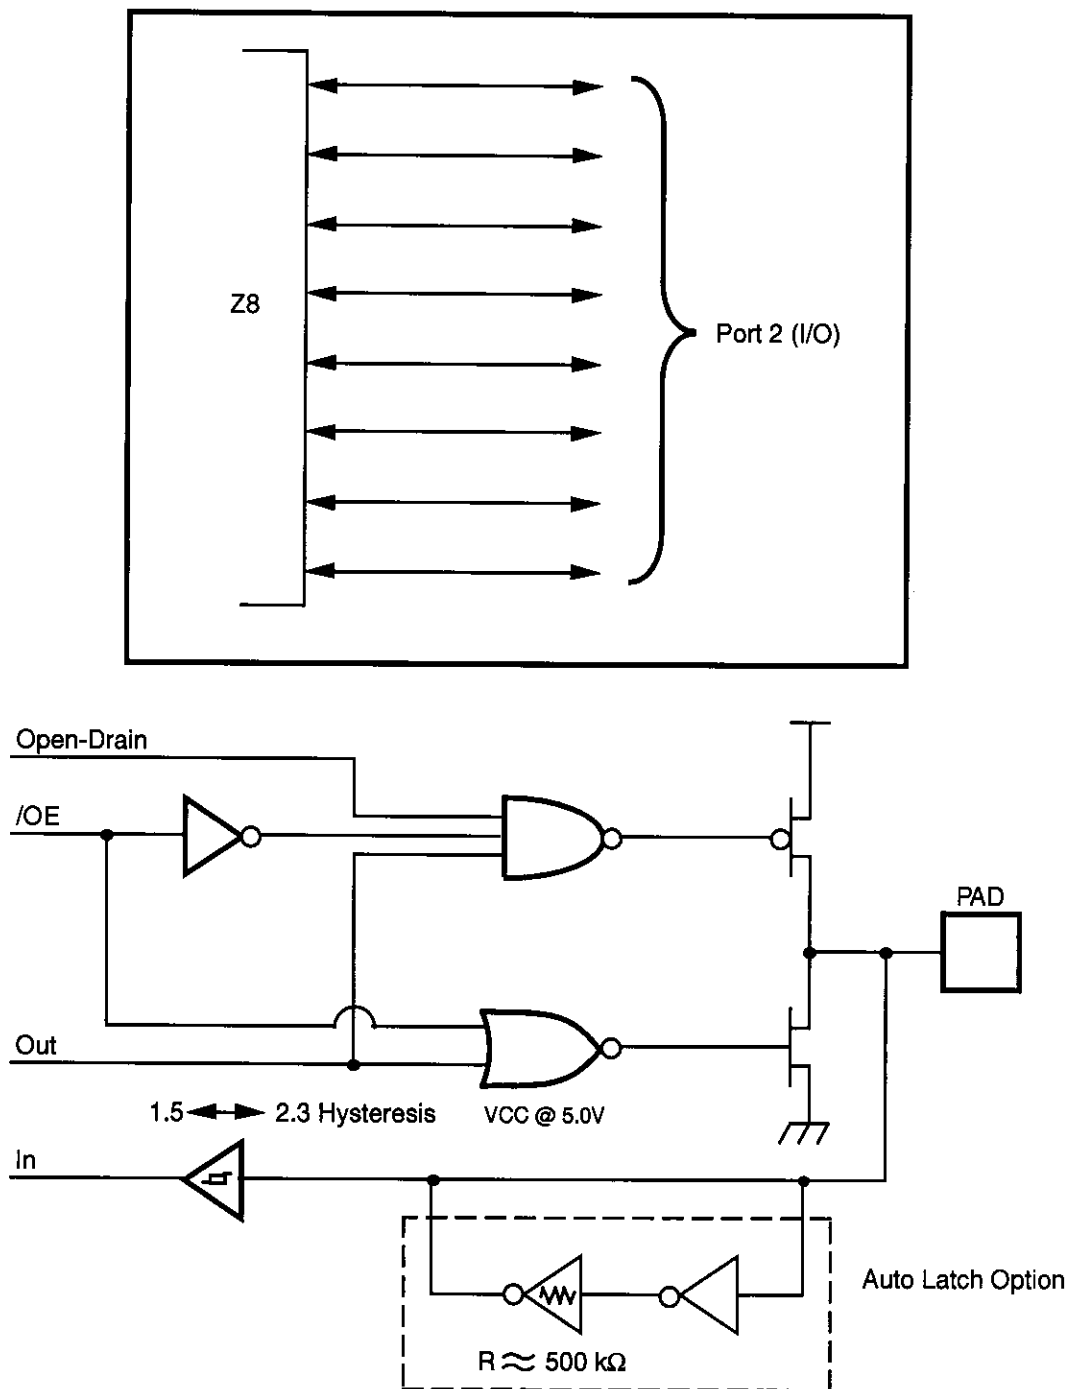 Z8
Port 2 (I/O)
Open-Drain
/OE
PAD
Out
1.5 2.3 Hysteresis
VCC @ 5.0V
In
Auto Latch Option
R ≈ 500 kΩ